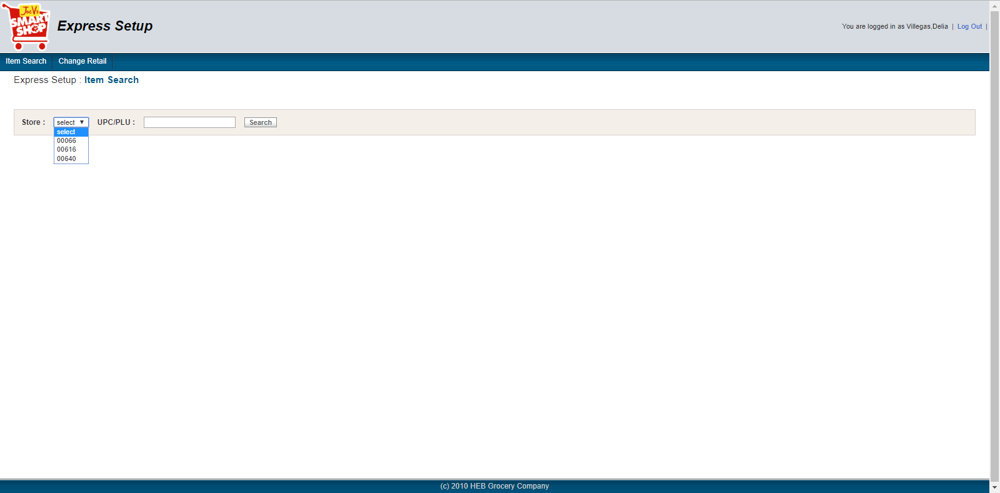 Joe V's
SMART
SHOP
Express Setup
You are logged in as Villegas,Delia | Log Out |
Item Search Change Retail
Express Setup : Item Search
Store : select ▼ UPC/PLU : Search
select
00066
00616
00640
(c) 2010 HEB Grocery Company